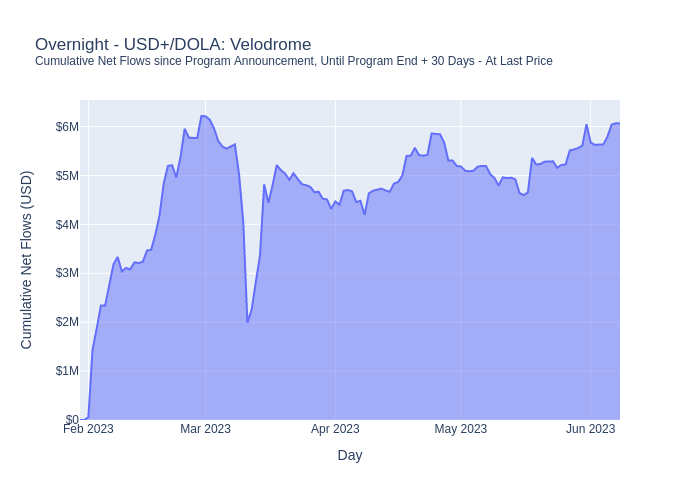 Overnight - USD+/DOLA: Velodrome
Cumulative Net Flows since Program Announcement, Until Program End + 30 Days - At Last Price
Cumulative Net Flows (USD)
$6M
$5M
$4M
$3M
$2M
$1M
$0
Feb 2023 Mar 2023 Apr 2023 May 2023 Jun 2023
Day